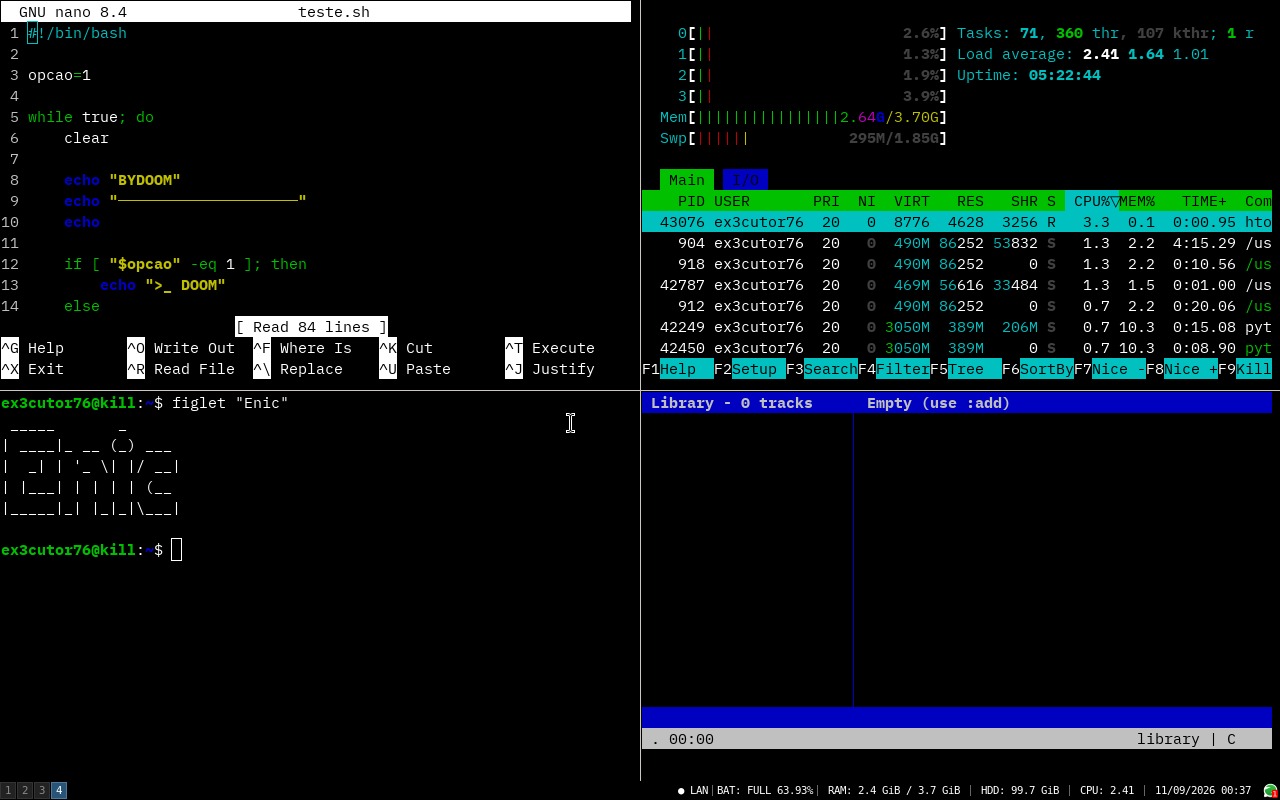 GNU nano 8.4 teste.sh
1 #!/bin/bash
2
3 opcao=1
4
5 while true; do
6     clear
7
8     echo "BYDOOM"
9     echo "────────────────────"
10     echo
11
12     if [ "$opcao" -eq 1 ]; then
13         echo ">_ DOOM"
14     else
[ Read 84 lines ]
^G Help ^O Write Out ^F Where Is ^K Cut ^T Execute
^X Exit ^R Read File ^\ Replace ^U Paste ^J Justify
0[|| 2.6%] Tasks: 71, 360 thr, 107 kthr; 1 r
1[|| 1.3%] Load average: 2.41 1.64 1.01
2[|| 1.9%] Uptime: 05:22:44
3[|| 3.9%]
Mem[||||||||||||||||2.64G/3.70G]
Swp[|||||| 295M/1.85G]
Main I/O
PID USER PRI NI VIRT RES SHR S CPU%▽MEM% TIME+ Com
43076 ex3cutor76 20 0 8776 4628 3256 R 3.3 0.1 0:00.95 hto
904 ex3cutor76 20 0 490M 86252 53832 S 1.3 2.2 4:15.29 /us
918 ex3cutor76 20 0 490M 86252 0 S 1.3 2.2 0:10.56 /us
42787 ex3cutor76 20 0 469M 56616 33484 S 1.3 1.5 0:01.00 /us
912 ex3cutor76 20 0 490M 86252 0 S 0.7 2.2 0:20.06 /us
42249 ex3cutor76 20 0 3050M 389M 206M S 0.7 10.3 0:15.08 pyt
42450 ex3cutor76 20 0 3050M 389M 0 S 0.7 10.3 0:08.90 pyt
F1Help F2Setup F3SearchF4FilterF5Tree F6SortByF7Nice -F8Nice +F9Kill
ex3cutor76@kill:~$ figlet "Enic"
 _____       _
| ____|_ __ (_) ___
|  _| | '_ \| |/ __|
| |___| | | | | (__
|_____|_| |_|_|\___|
ex3cutor76@kill:~$
Library - 0 tracks Empty (use :add)
. 00:00 library | C
1 2 3 4 ● LAN | BAT: FULL 63.93% | RAM: 2.4 GiB / 3.7 GiB | HDD: 99.7 GiB | CPU: 2.41 | 11/09/2026 00:37